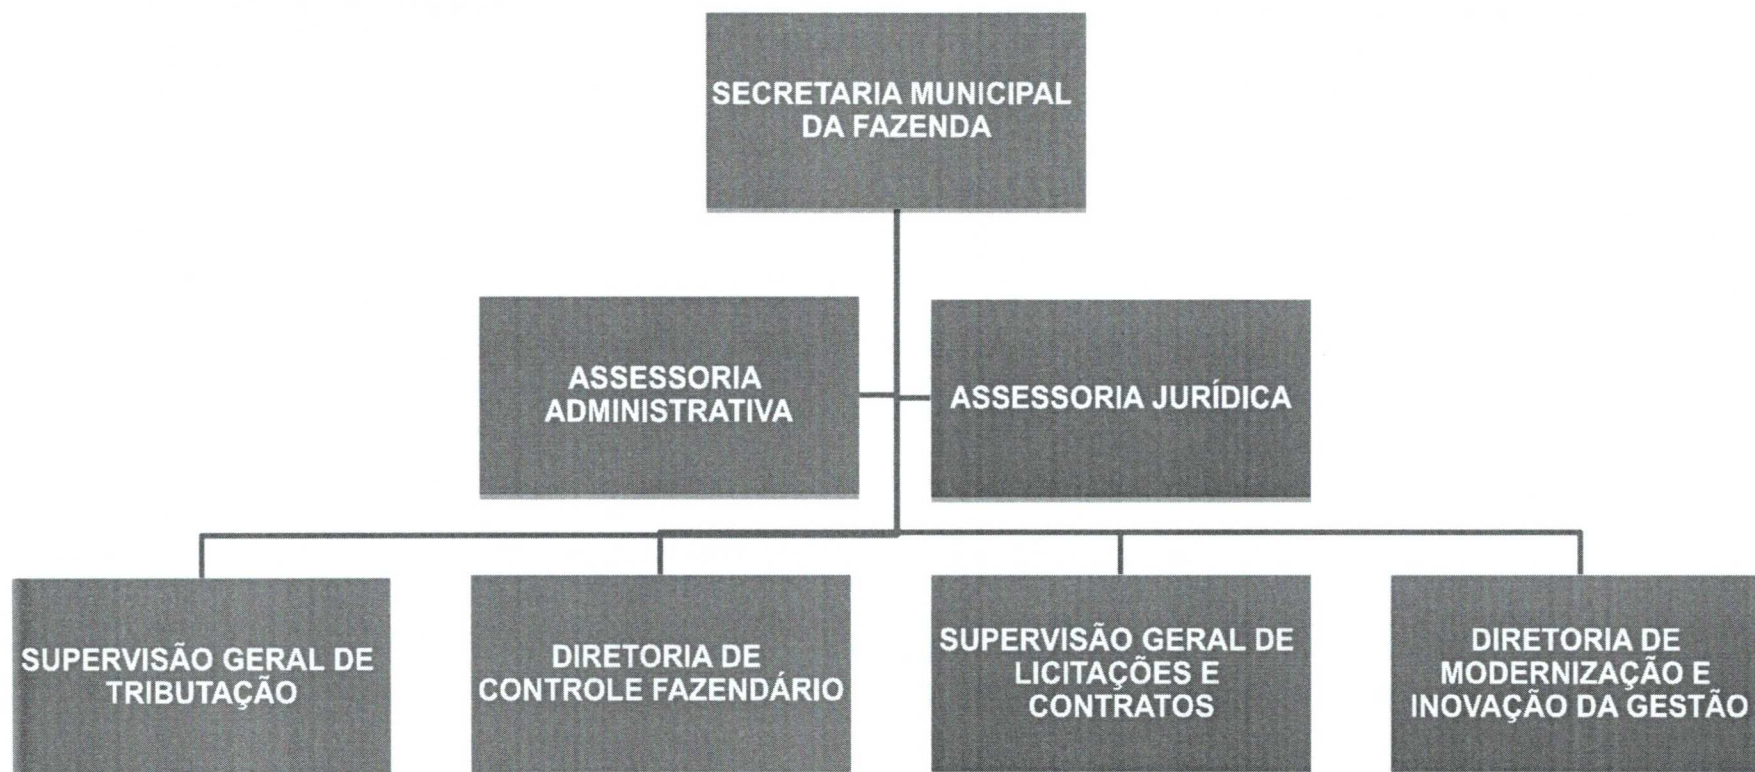 SECRETARIA MUNICIPAL
DA FAZENDA
ASSESSORIA
ADMINISTRATIVA
ASSESSORIA JURÍDICA
SUPERVISÃO GERAL DE
TRIBUTAÇÃO
DIRETORIA DE
CONTROLE FAZENDÁRIO
SUPERVISÃO GERAL DE
LICITAÇÕES E
CONTRATOS
DIRETORIA DE
MODERNIZAÇÃO E
INOVAÇÃO DA GESTÃO